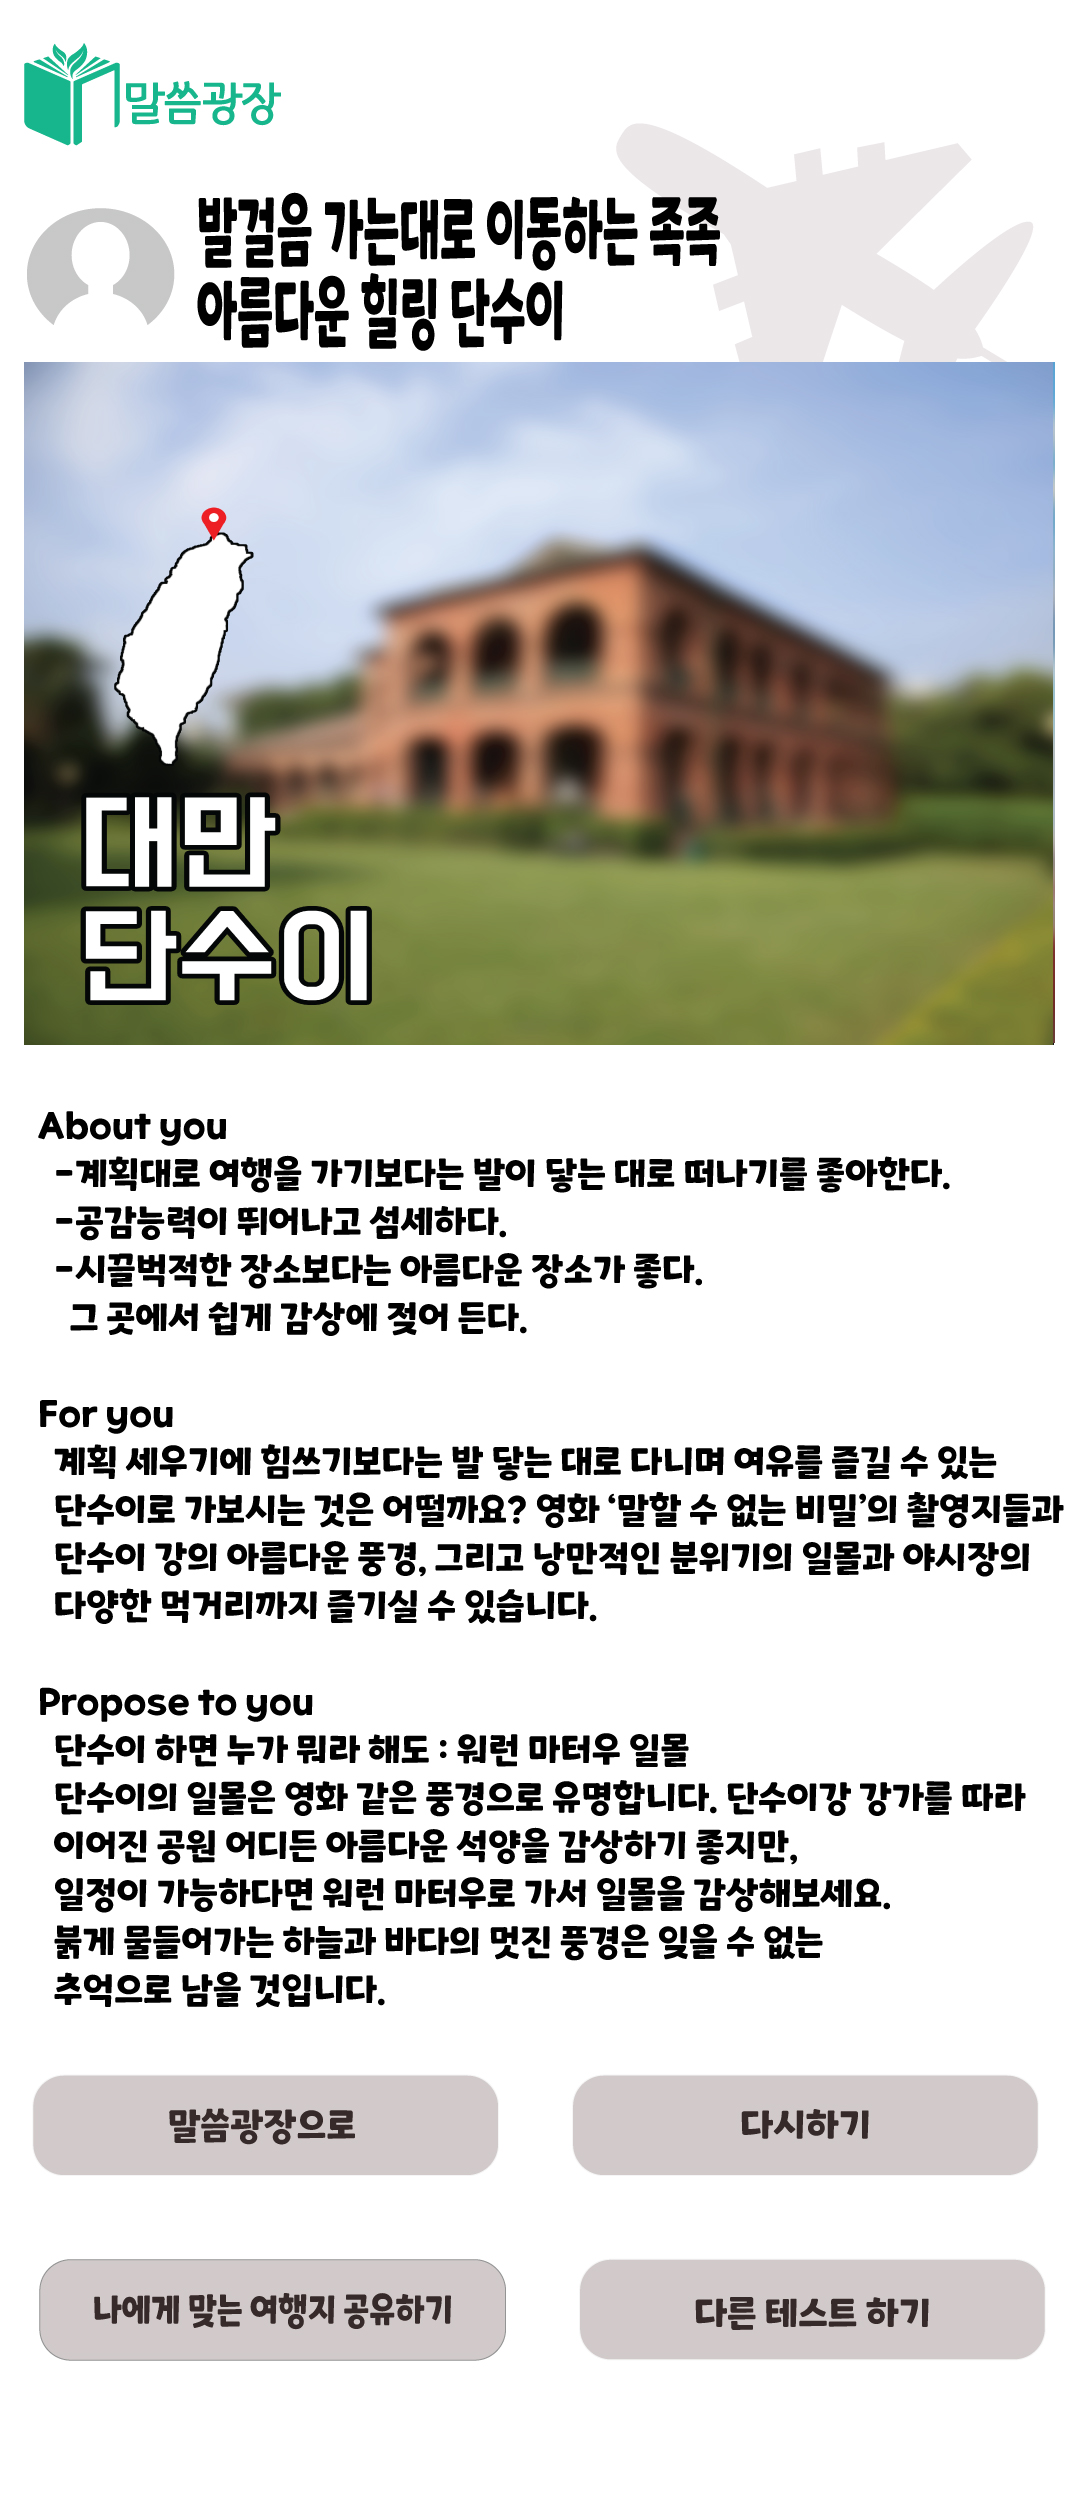 말씀광장
발걸음 가는대로 이동하는 족족
아름다운 힐링 단수이
대만
단수이
About you
-계획대로 여행을 가기보다는 발이 닿는 대로 떠나기를 좋아한다.
-공감능력이 뛰어나고 섬세하다.
-시끌벅적한 장소보다는 아름다운 장소가 좋다.
그 곳에서 쉽게 감상에 젖어 든다.
For you
계획 세우기에 힘쓰기보다는 발 닿는 대로 다니며 여유를 즐길 수 있는
단수이로 가보시는 것은 어떨까요? 영화 ‘말할 수 없는 비밀’의 촬영지들과
단수이 강의 아름다운 풍경, 그리고 낭만적인 분위기의 일몰과 야시장의
다양한 먹거리까지 즐기실 수 있습니다.
Propose to you
단수이 하면 누가 뭐라 해도 : 워런 마터우 일몰
단수이의 일몰은 영화 같은 풍경으로 유명합니다. 단수이강 강가를 따라
이어진 공원 어디든 아름다운 석양을 감상하기 좋지만,
일정이 가능하다면 워런 마터우로 가서 일몰을 감상해보세요.
붉게 물들어가는 하늘과 바다의 멋진 풍경은 잊을 수 없는
추억으로 남을 것입니다.
말씀광장으로
다시하기
나에게 맞는 여행지 공유하기
다른 테스트 하기